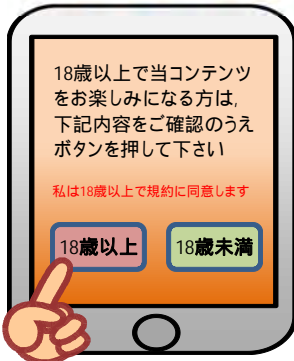 18歳以上で当コンテンツ
をお楽しみになる方は,
下記内容をご確認のうえ
ボタンを押して下さい
私は18歳以上で規約に同意します
18歳以上 18歳未満